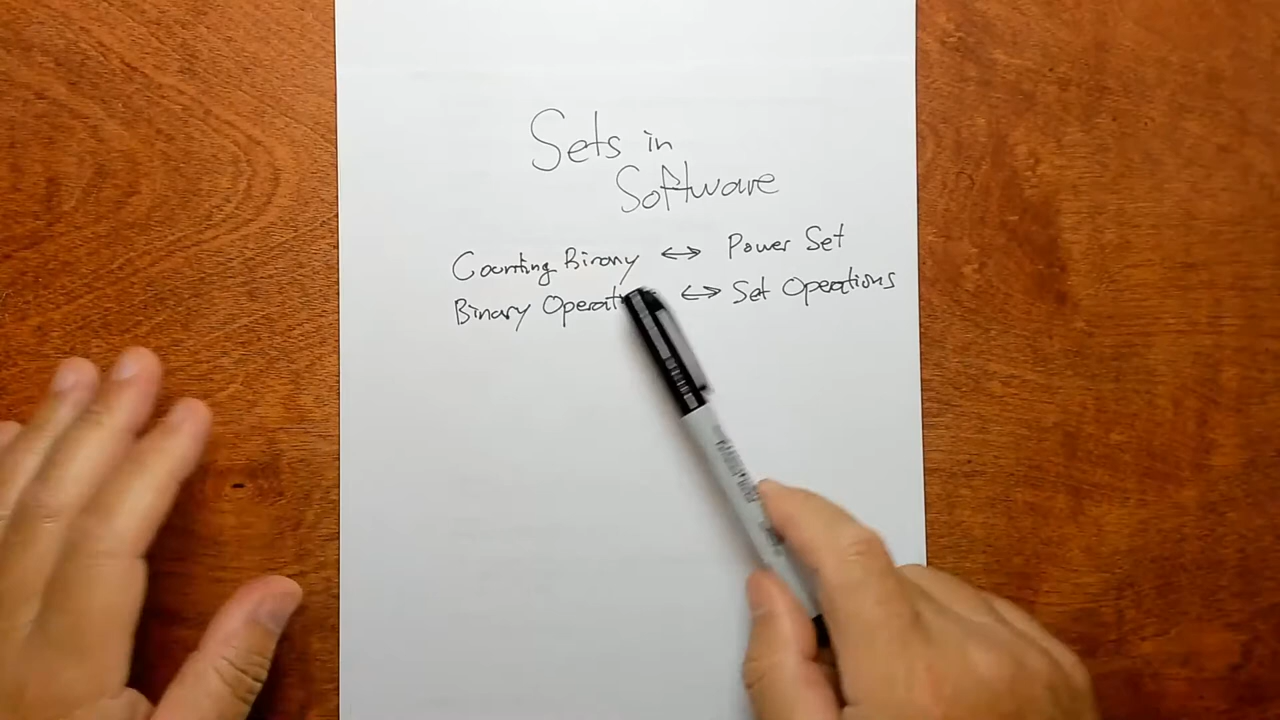 Sets in
Software
Counting Binary ↔ Power Set
Binary ↔ Set Operations